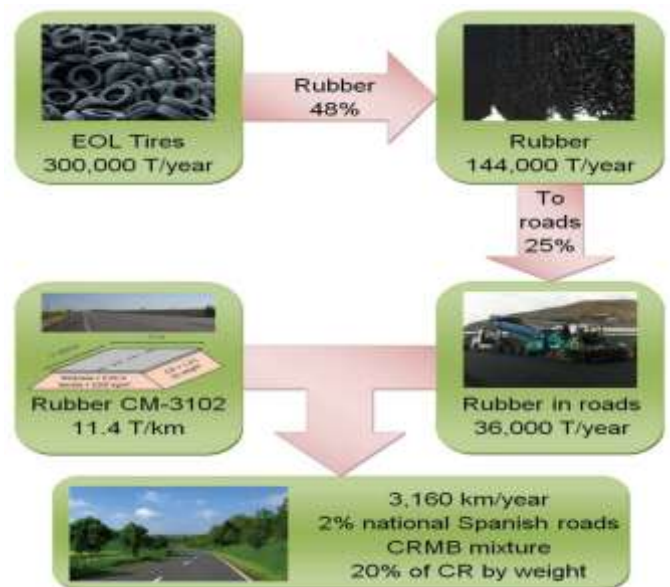 Rubber
48%
EOL Tires
300,000 T/year
Rubber
144,000 T/year
To
roads
25%
Rubber CM-3102
11.4 T/km
Rubber in roads
36,000 T/year
3,160 km/year
2% national Spanish roads
CRMB mixture
20% of CR by weight